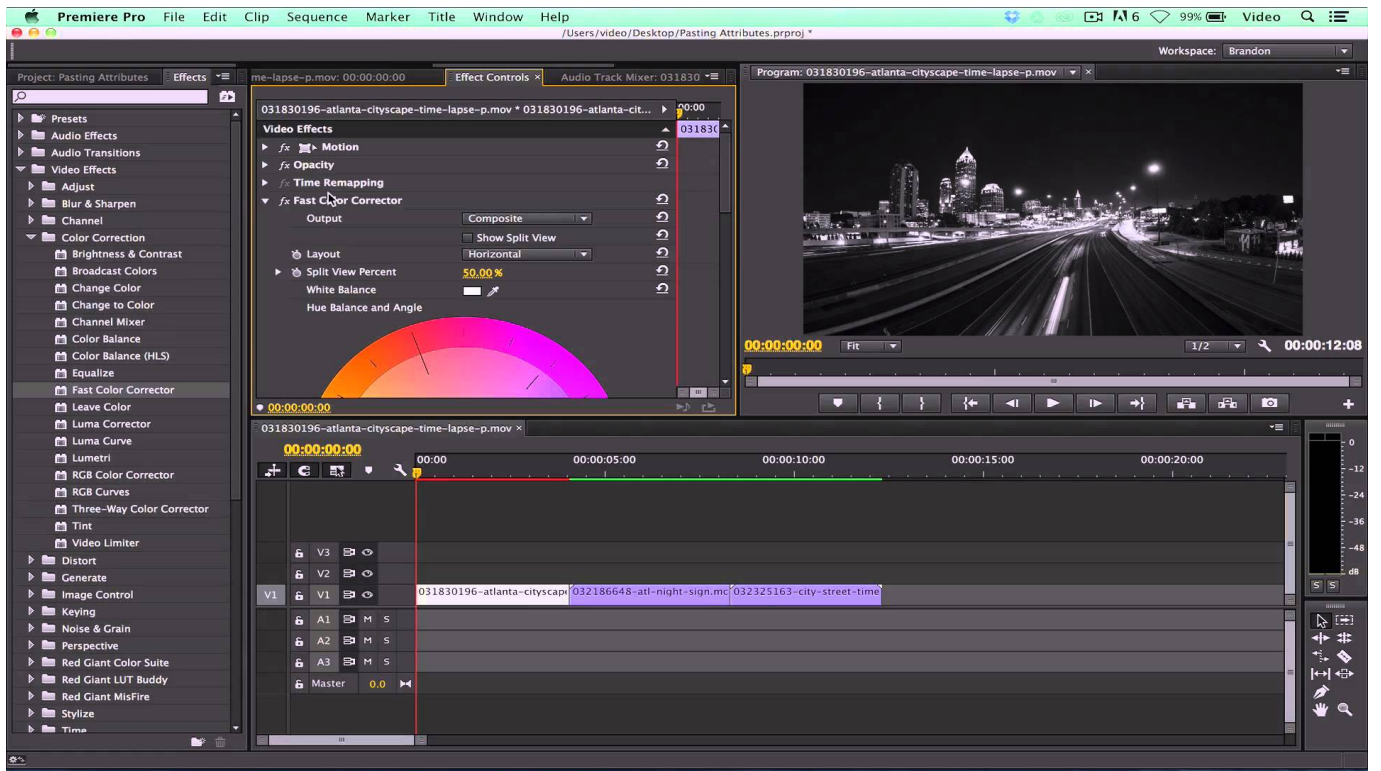 Premiere Pro File Edit Clip Sequence Marker Title Window Help 6 99% Video
/Users/video/Desktop/Pasting Attributes.prproj *
Workspace: Brandon
Project: Pasting Attributes Effects
Presets
Audio Effects
Audio Transitions
Video Effects
Adjust
Blur & Sharpen
Channel
Color Correction
Brightness & Contrast
Broadcast Colors
Change Color
Change to Color
Channel Mixer
Color Balance
Color Balance (HLS)
Equalize
Fast Color Corrector
Leave Color
Luma Corrector
Luma Curve
Lumetri
RGB Color Corrector
RGB Curves
Three-Way Color Corrector
Tint
Video Limiter
Distort
Generate
Image Control
Keying
Noise & Grain
Perspective
Red Giant Color Suite
Red Giant LUT Buddy
Red Giant MisFire
Stylize
Time
me-lapse-p.mov: 00:00:00:00 Effect Controls × Audio Track Mixer: 031830
031830196-atlanta-cityscape-time-lapse-p.mov * 031830196-atlanta-cit... 00:00
Video Effects 03183
fx Motion
fx Opacity
fx Time Remapping
fx Fast Color Corrector
Output Composite
Show Split View
Layout Horizontal
Split View Percent 50.00 %
White Balance
Hue Balance and Angle
00:00:00:00
Program: 031830196-atlanta-cityscape-time-lapse-p.mov ×
00:00:00:00 Fit 1/2 00:00:12:08
031830196-atlanta-cityscape-time-lapse-p.mov ×
00:00:00:00
00:00 00:00:05:00 00:00:10:00 00:00:15:00 00:00:20:00
V3
V2
V1 V1 031830196-atlanta-cityscape 032186648-atl-night-sign.mc 032325163-city-street-time
A1 M S
A2 M S
A3 M S
Master 0.0
0
-12
-24
-36
-48
dB
S S